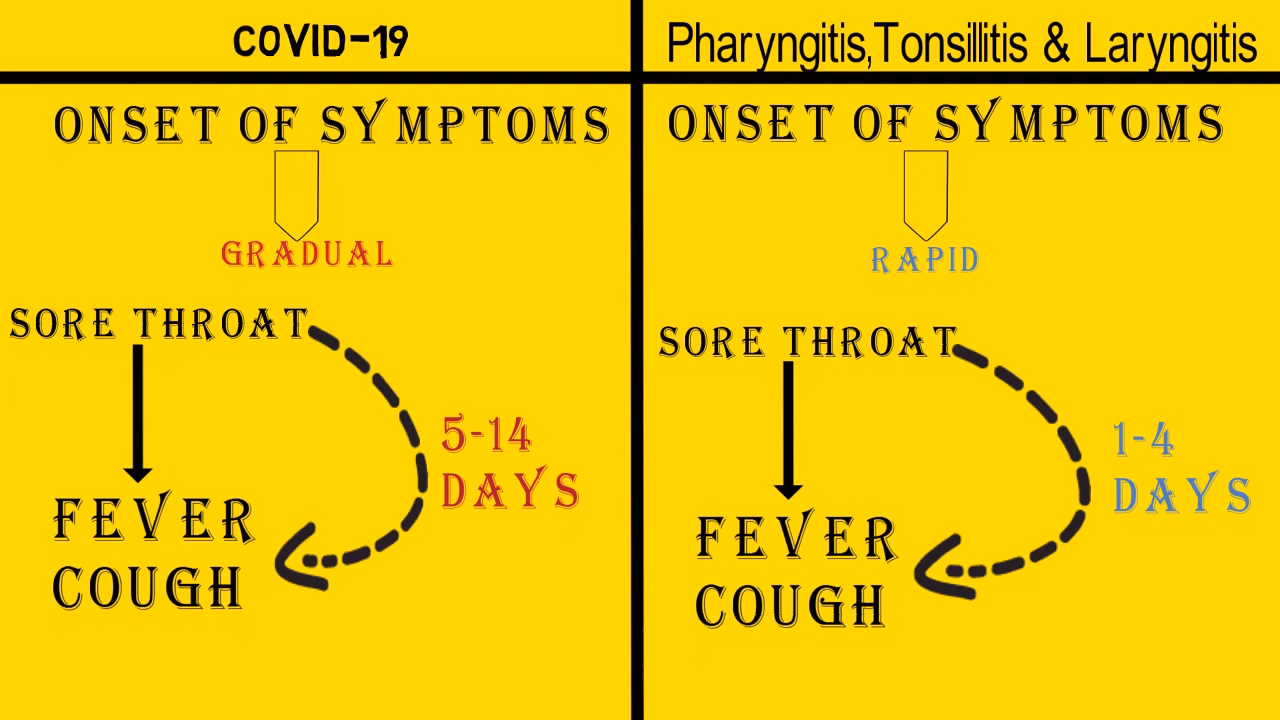 COVID-19
ONSET OF SYMPTOMS
GRADUAL
SORE THROAT
5-14
DAYS
FEVER
COUGH
Pharyngitis,Tonsillitis & Laryngitis
ONSET OF SYMPTOMS
RAPID
SORE THROAT
1-4
DAYS
FEVER
COUGH